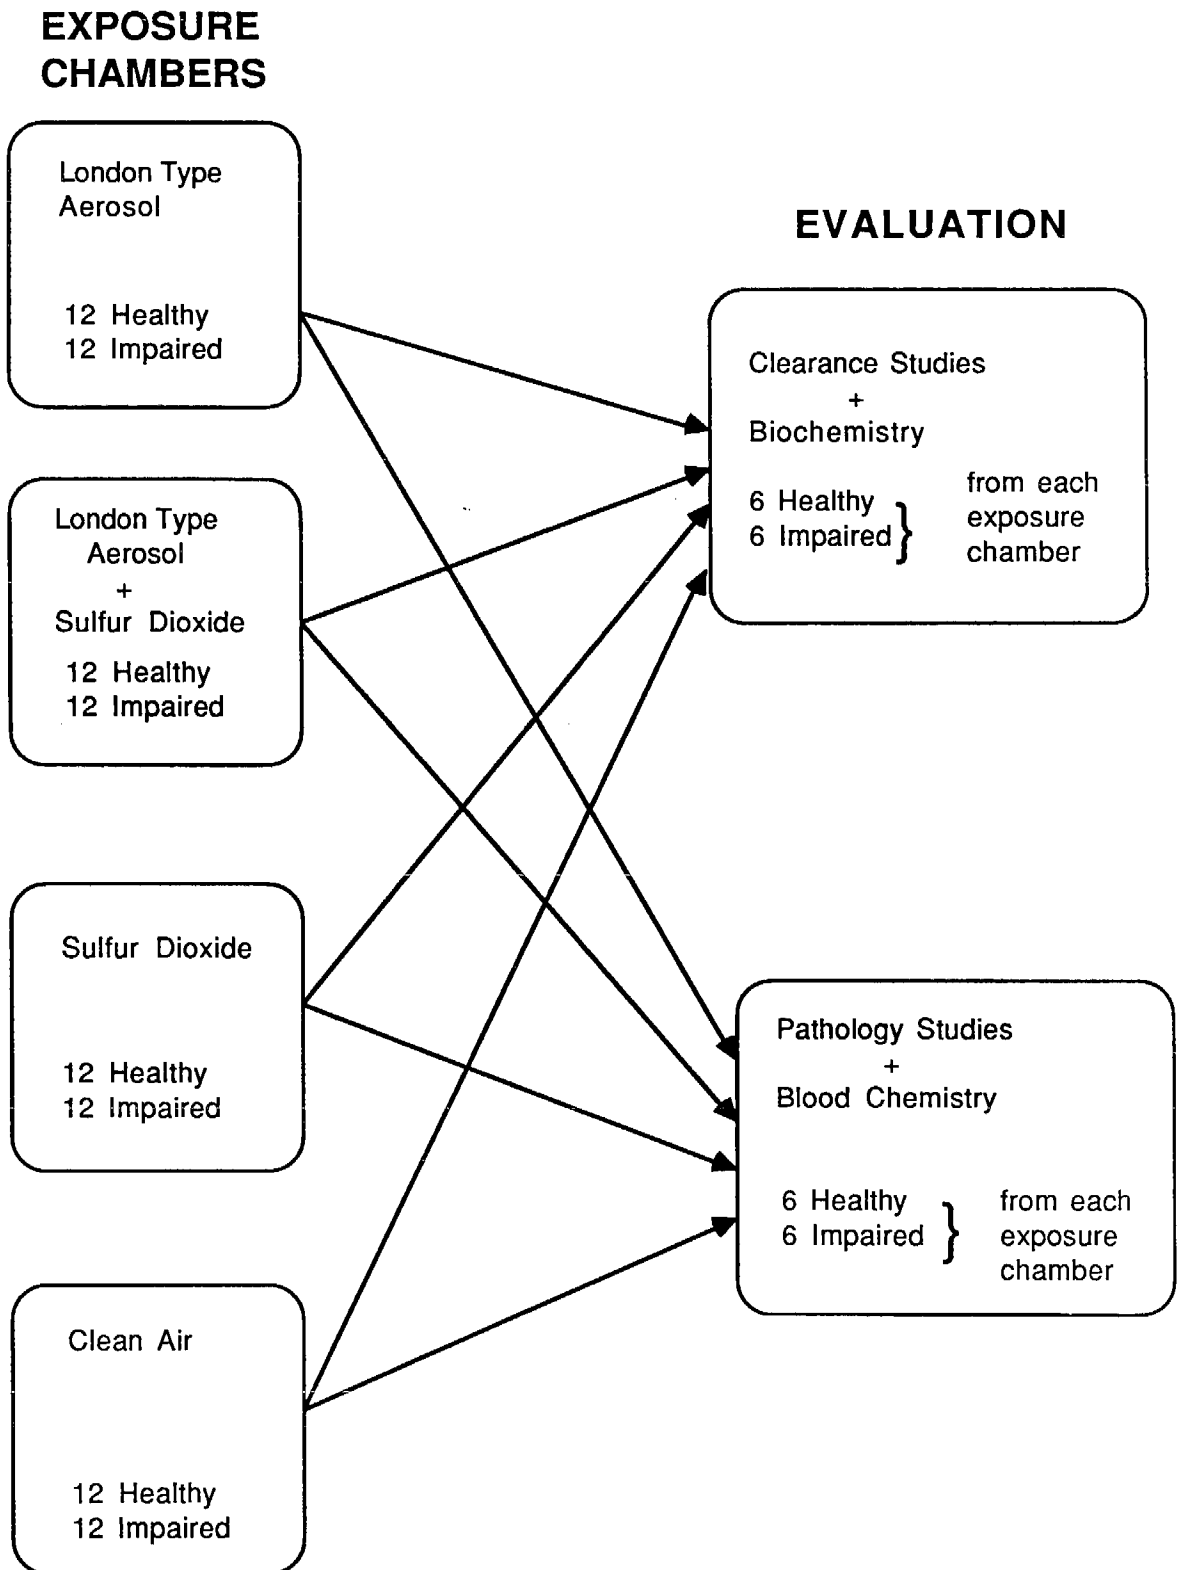 EXPOSURE
CHAMBERS
London Type
Aerosol
12 Healthy
12 Impaired
London Type
Aerosol
+
Sulfur Dioxide
12 Healthy
12 Impaired
Sulfur Dioxide
12 Healthy
12 Impaired
Clean Air
12 Healthy
12 Impaired
EVALUATION
Clearance Studies
+
Biochemistry
6 Healthy
6 Impaired
}
from each
exposure
chamber
Pathology Studies
+
Blood Chemistry
6 Healthy
6 Impaired
}
from each
exposure
chamber